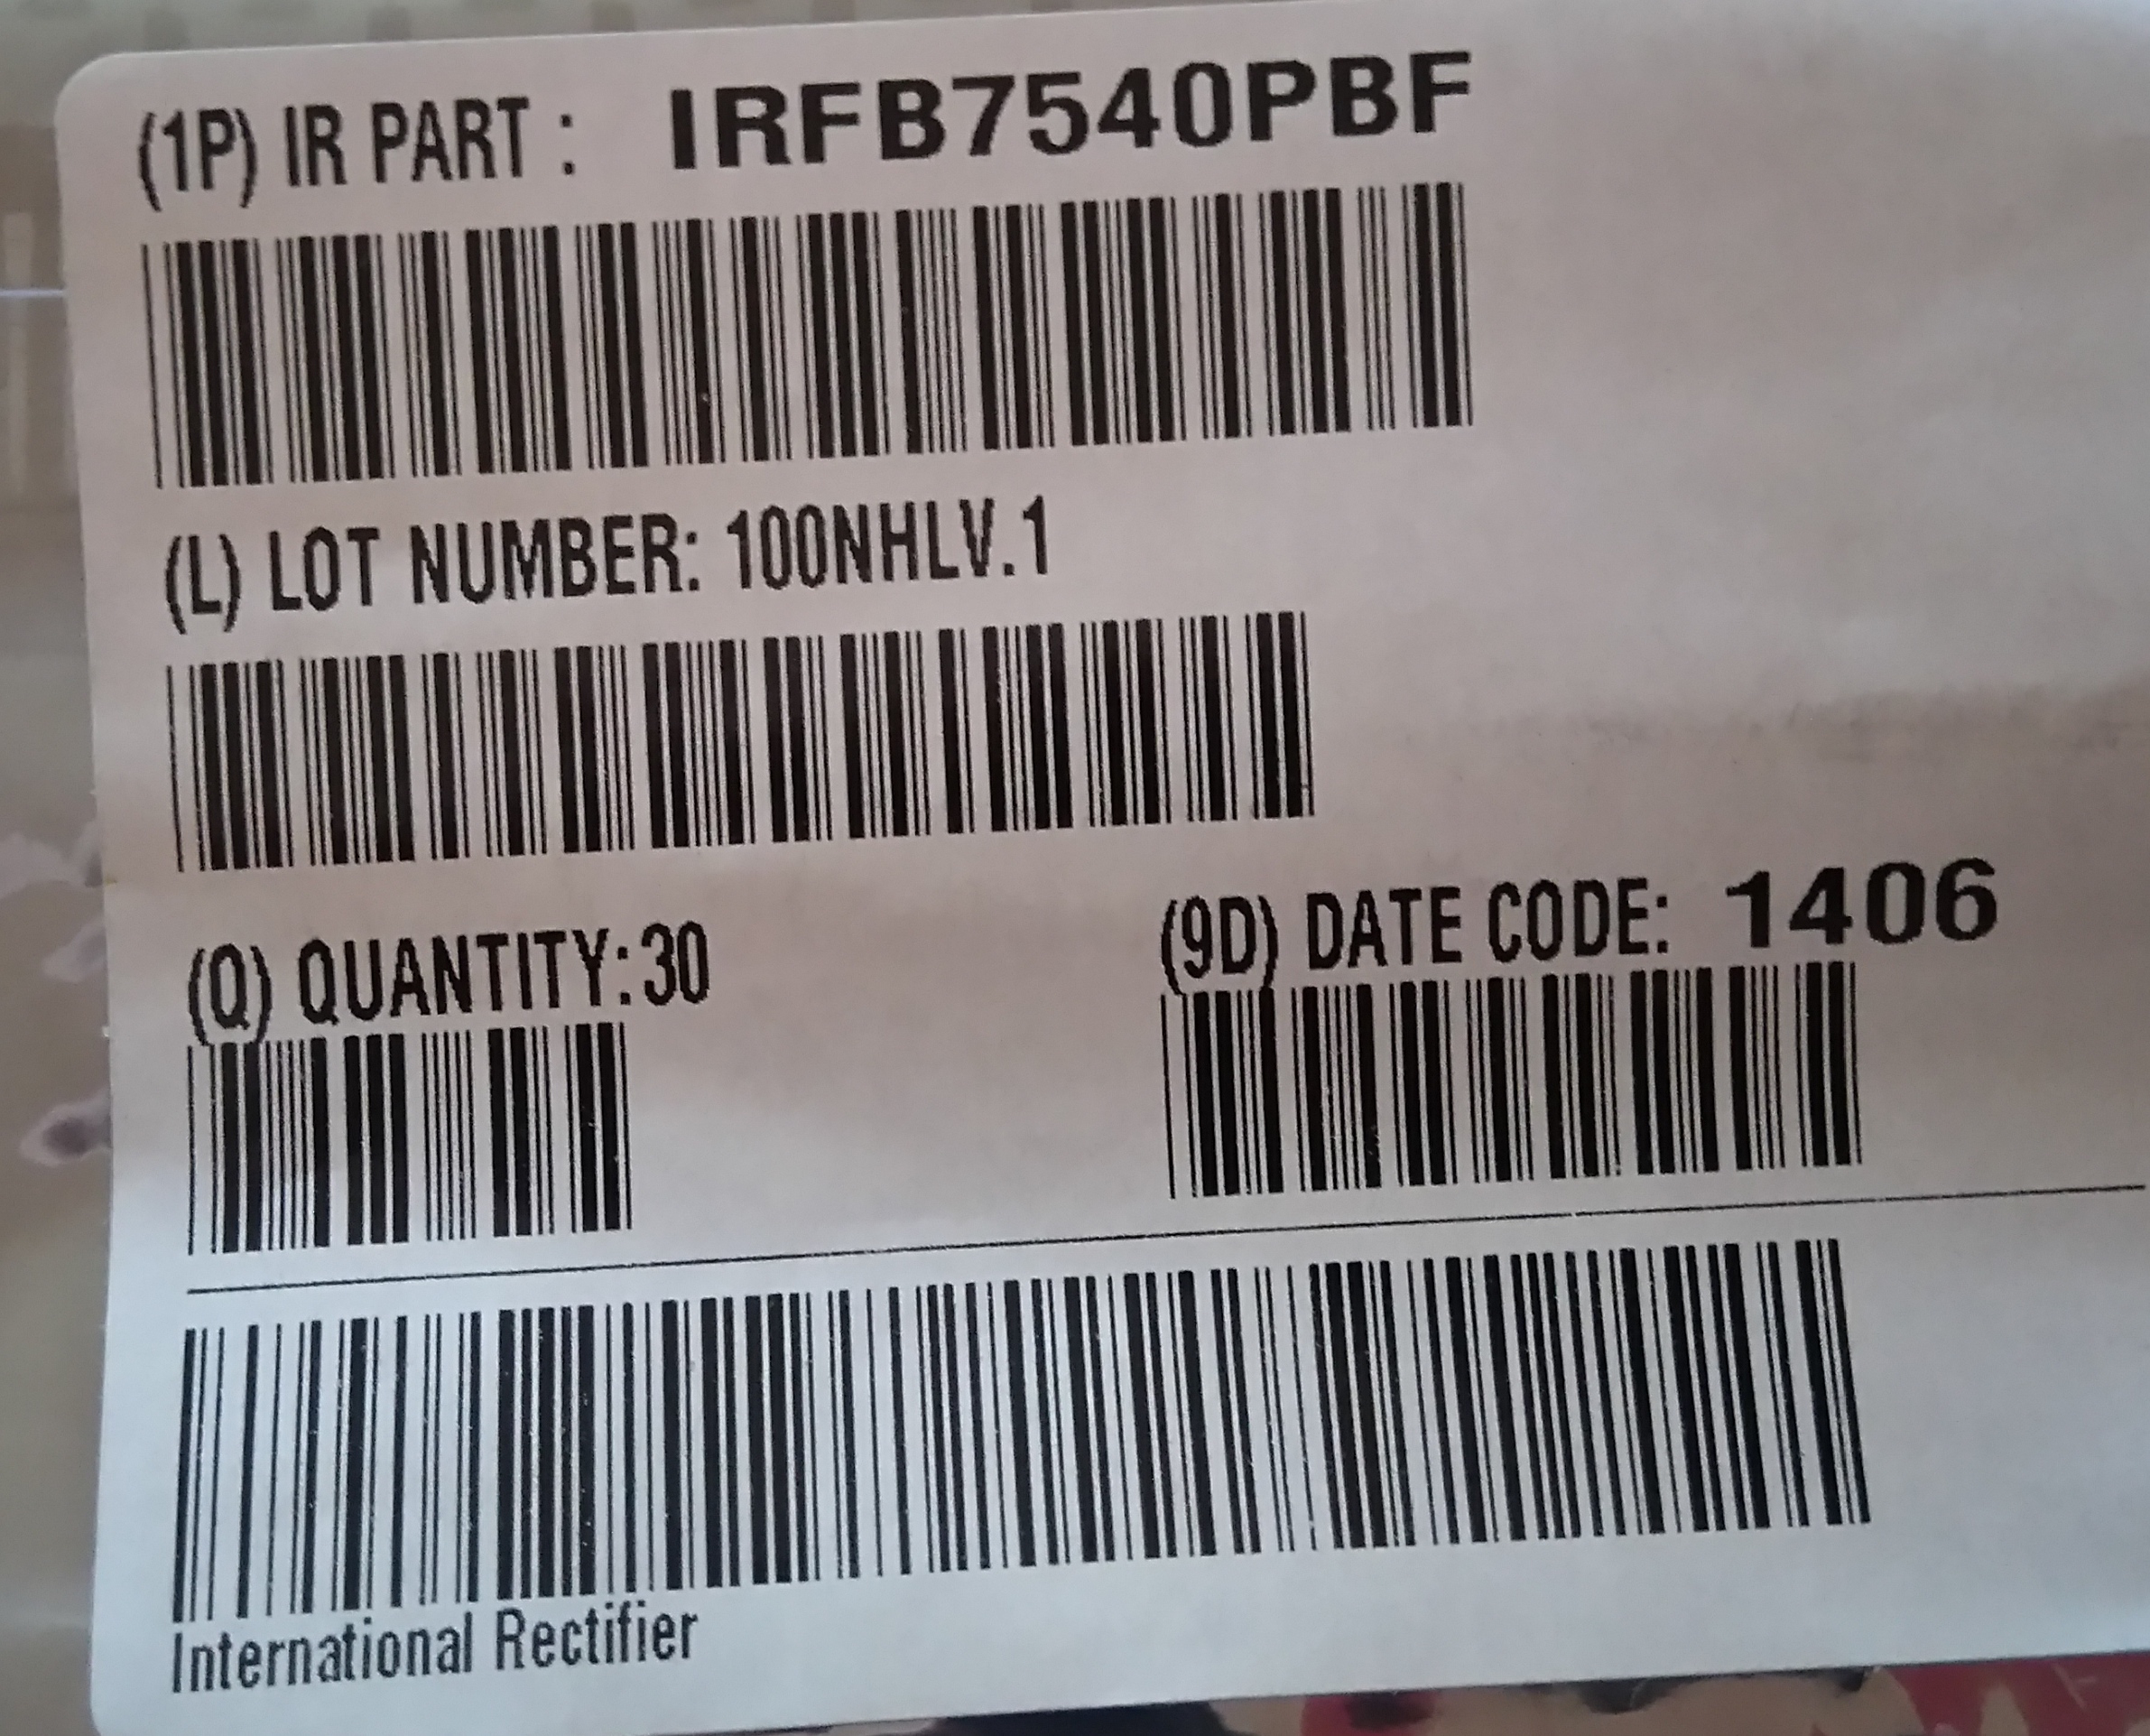 (1P) IR PART : IRFB7540PBF
(L) LOT NUMBER: 100NHLV.1
(Q) QUANTITY:30
(9D) DATE CODE: 1406
International Rectifier